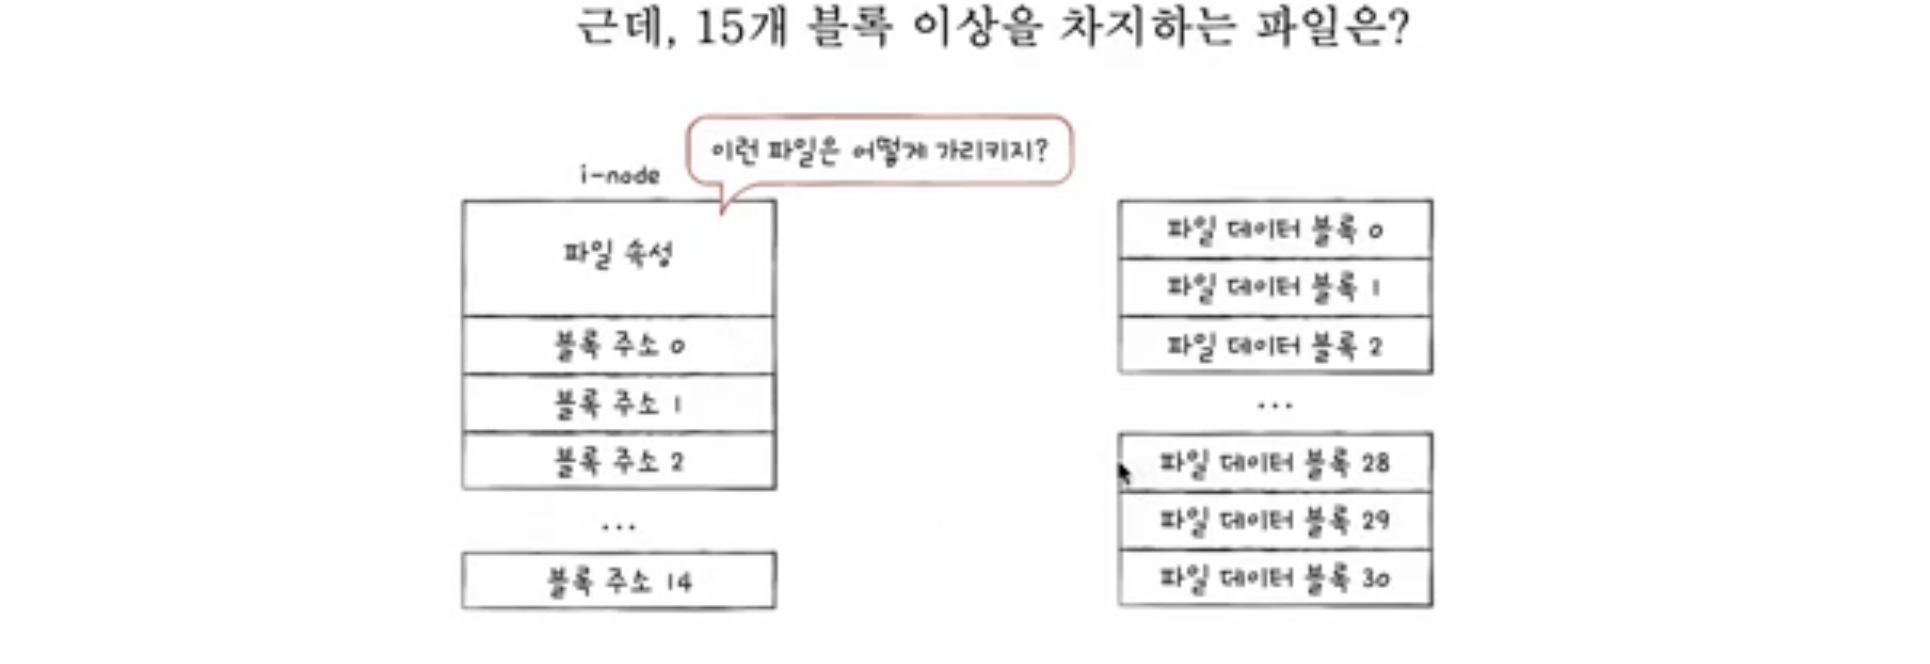 근데, 15개 블록 이상을 차지하는 파일은?
이런 파일은 어떻게 가리키지?
i-node
파일 속성
블록 주소 0
블록 주소 1
블록 주소 2
...
블록 주소 14
파일 데이터 블록 0
파일 데이터 블록 1
파일 데이터 블록 2
...
파일 데이터 블록 28
파일 데이터 블록 29
파일 데이터 블록 30